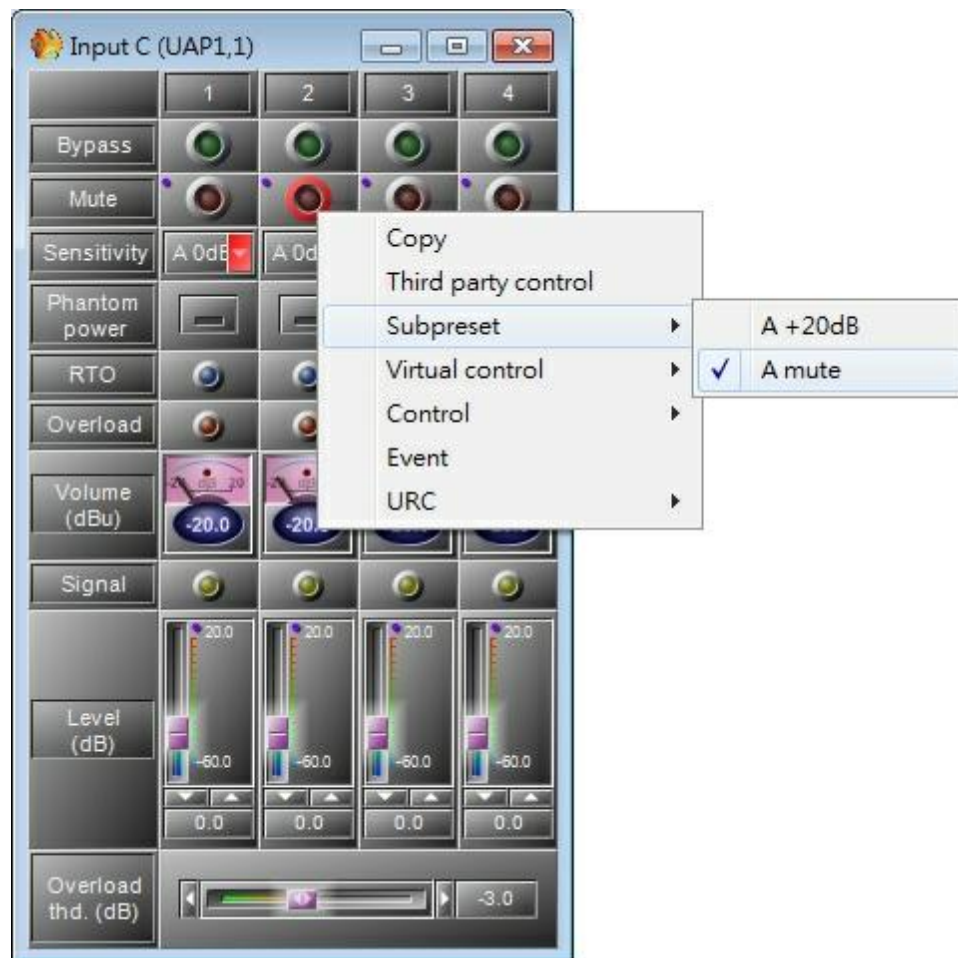 Input C (UAP1,1)
1 2 3 4
Bypass
Mute
Copy
Sensitivity A 0dB A 0d
Third party control
Phantom
power
Subpreset A +20dB
RTO Virtual control ✓ A mute
Overload Control
Event
Volume
(dBu)
-20 dB 20
URC
-20.0 -20.0
Signal
20.0 20.0 20.0 20.0
Level
(dB)
-60.0 -60.0 -60.0 -60.0
0.0 0.0 0.0 0.0
Overload
thd. (dB)
-3.0